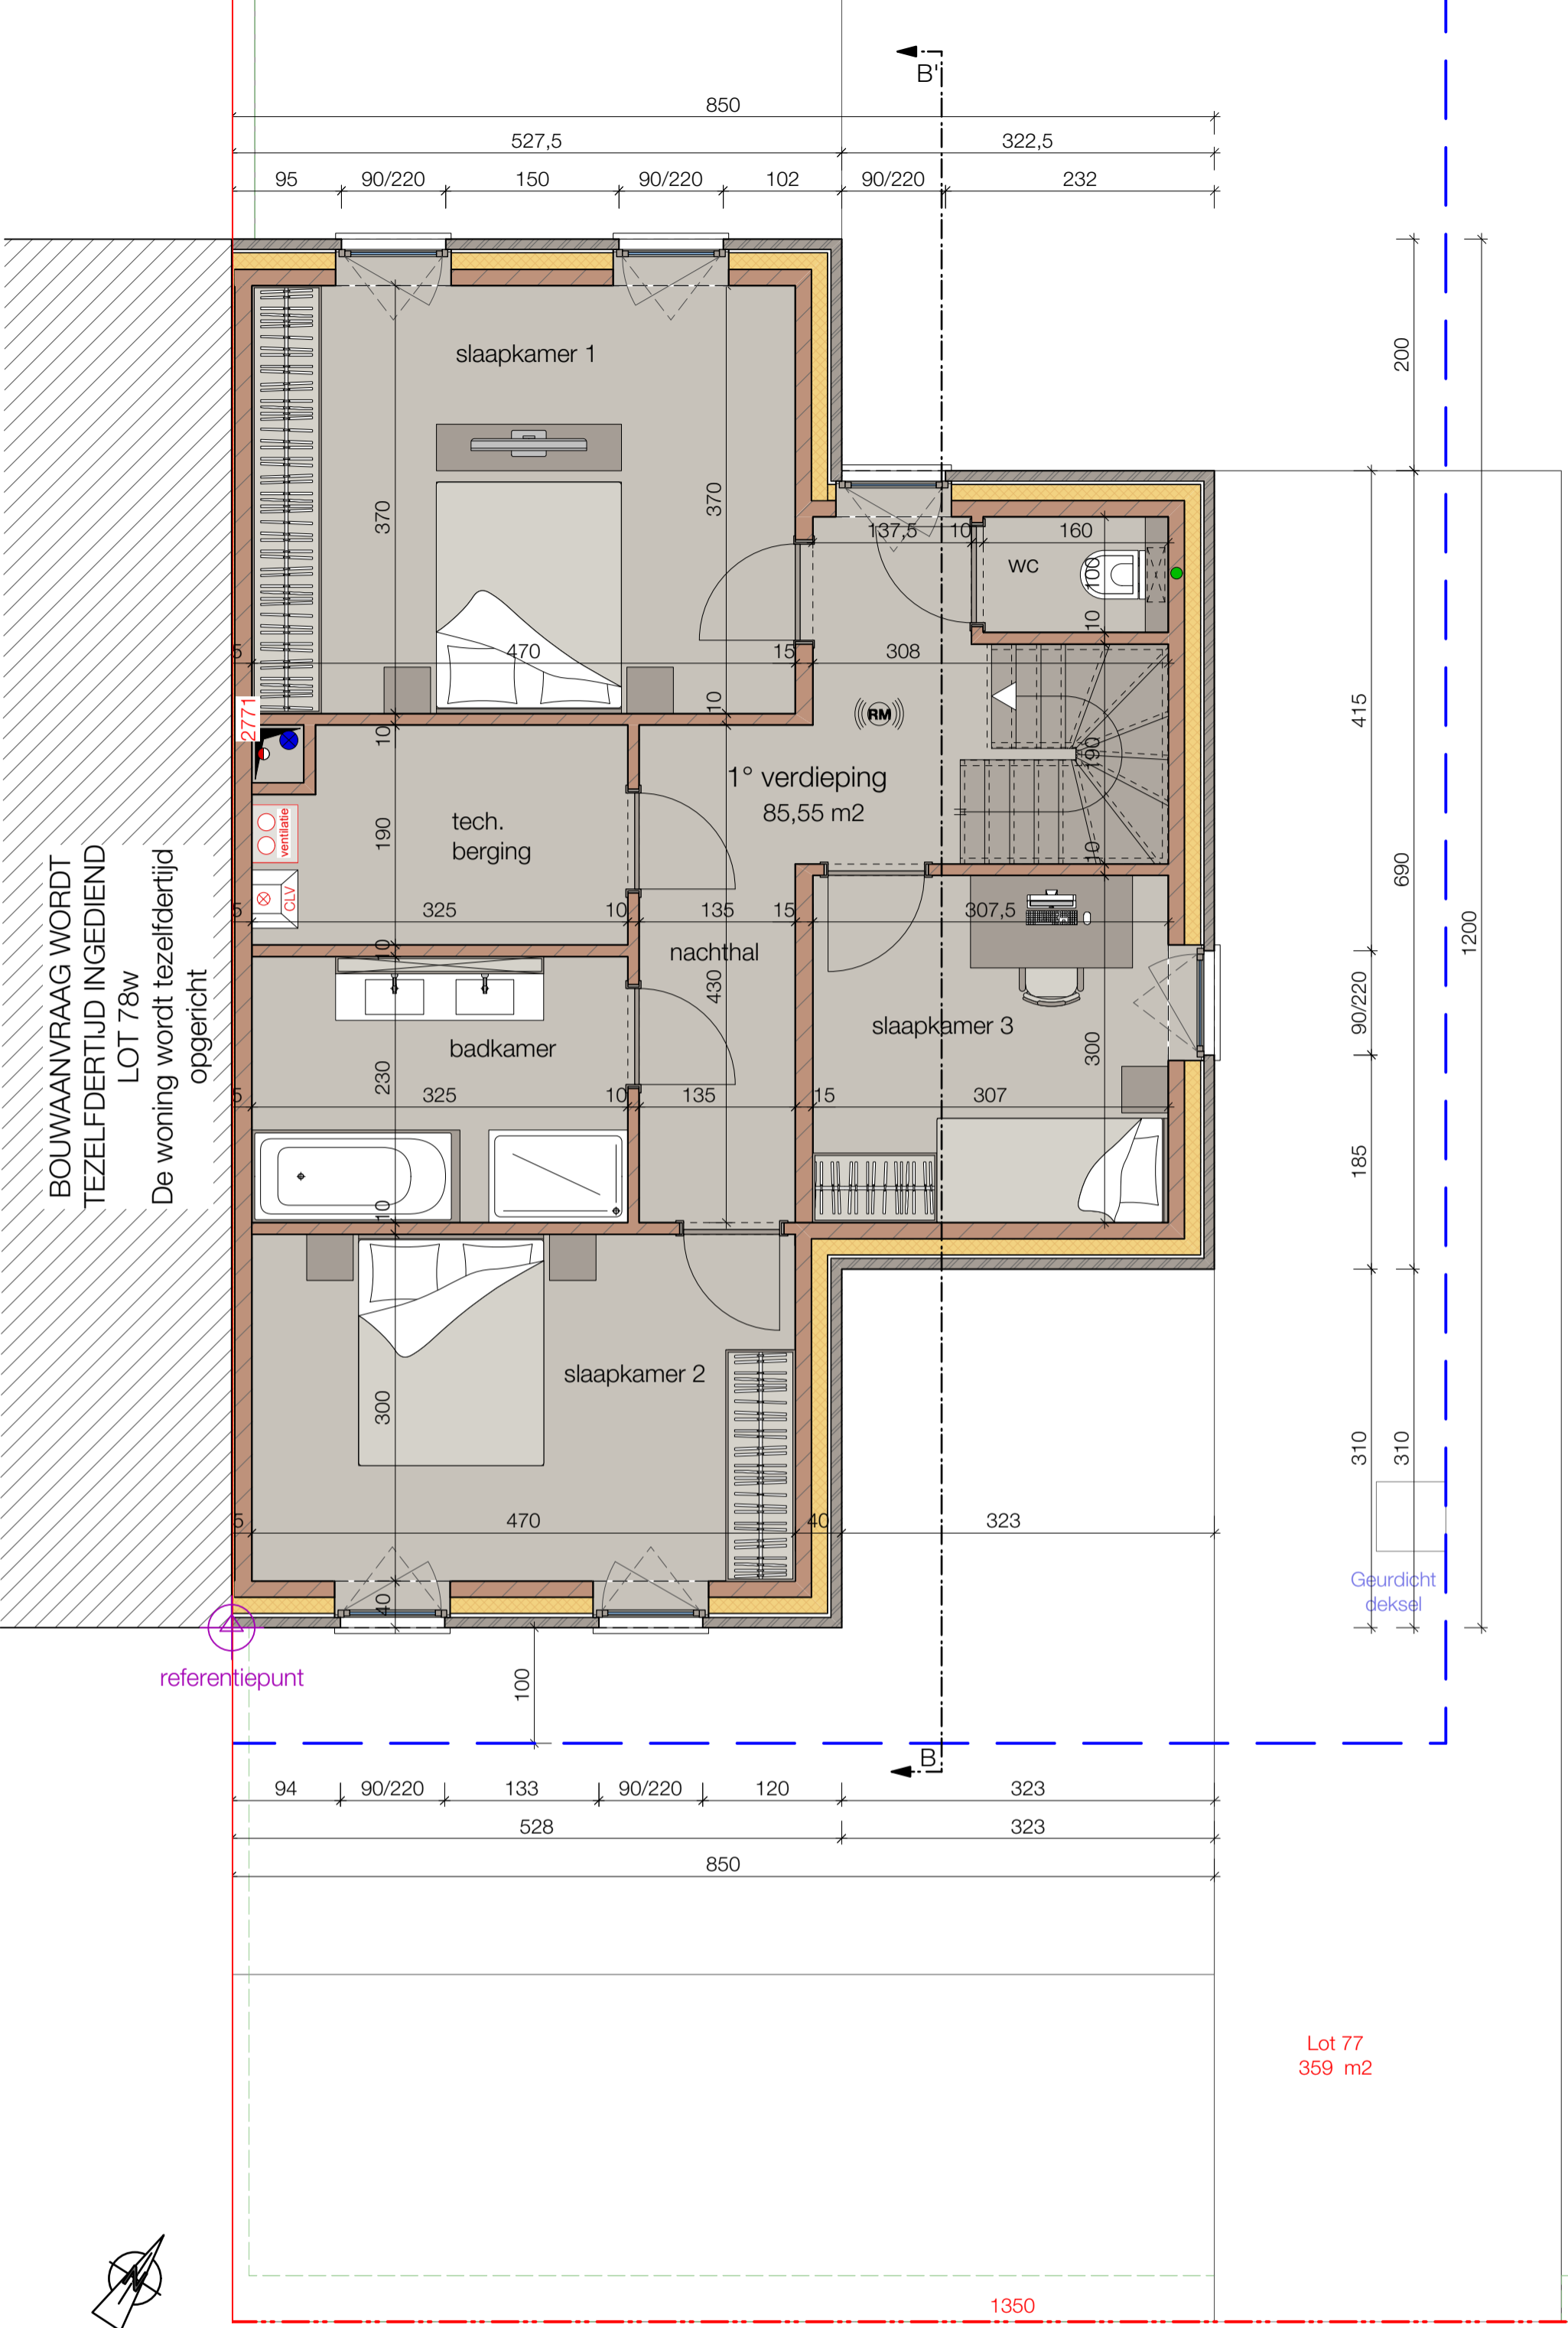 B'
850
527,5
322,5
95
90/220
150
90/220
102
90/220
232
slaapkamer 1
200
370
370
137,5
10
160
wc
100
10
5
470
15
308
10
2771
RM
415
10
190
1° verdieping
85,55 m2
690
1200
tech.
berging
190
ventilatie
CLV
10
5
325
10
135
15
307,5
10
nachthal
430
BOUWAANVRAAG WORDT
TEZELFDERTIJD INGEDIEND
LOT 78w
De woning wordt tezelfdertijd
opgericht
badkamer
230
slaapkamer 3
300
90/220
5
325
10
135
15
307
185
10
slaapkamer 2
300
310
310
5
470
40
323
40
Geurdicht
deksel
referentiepunt
100
B
94
90/220
133
90/220
120
323
528
323
850
Lot 77
359 m2
N
1350